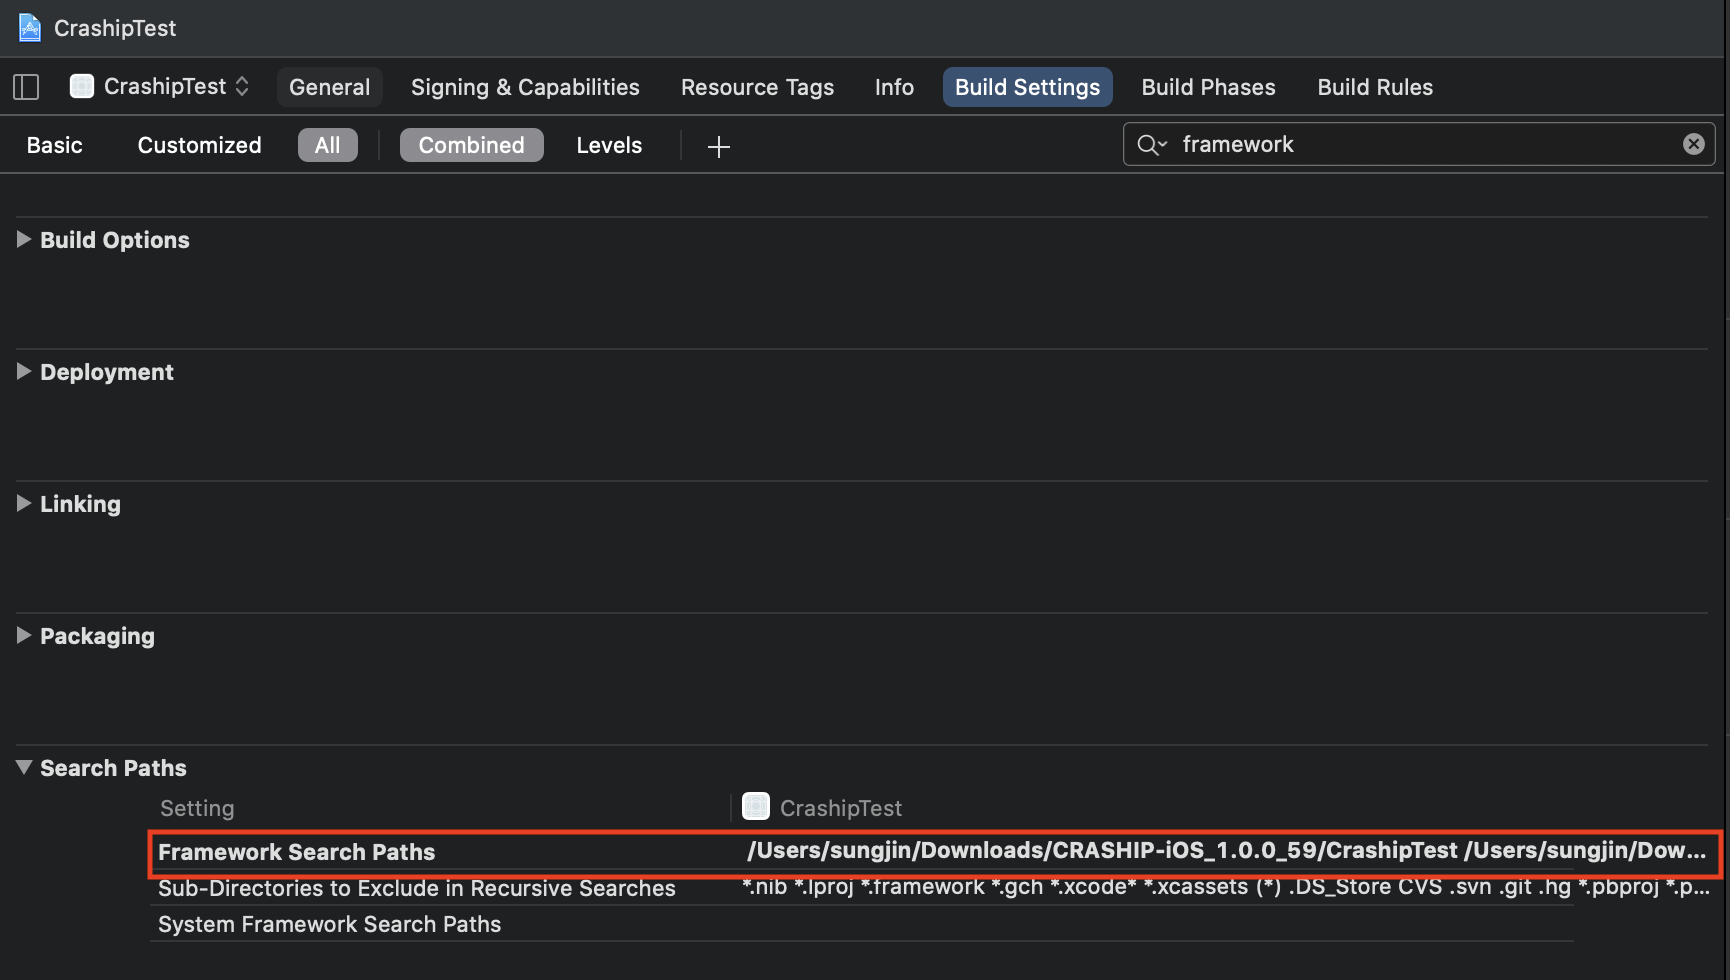 CrashipTest
CrashipTest General Signing & Capabilities Resource Tags Info Build Settings Build Phases Build Rules
Basic Customized All Combined Levels framework
Build Options
Deployment
Linking
Packaging
Search Paths
Setting CrashipTest
Framework Search Paths /Users/sungjin/Downloads/CRASHIP-iOS_1.0.0_59/CrashipTest /Users/sungjin/Dow...
Sub-Directories to Exclude in Recursive Searches *.nib *.lproj *.framework *.gch *.xcode* *.xcassets (*) .DS_Store CVS .svn .git .hg *.pbproj *.p...
System Framework Search Paths